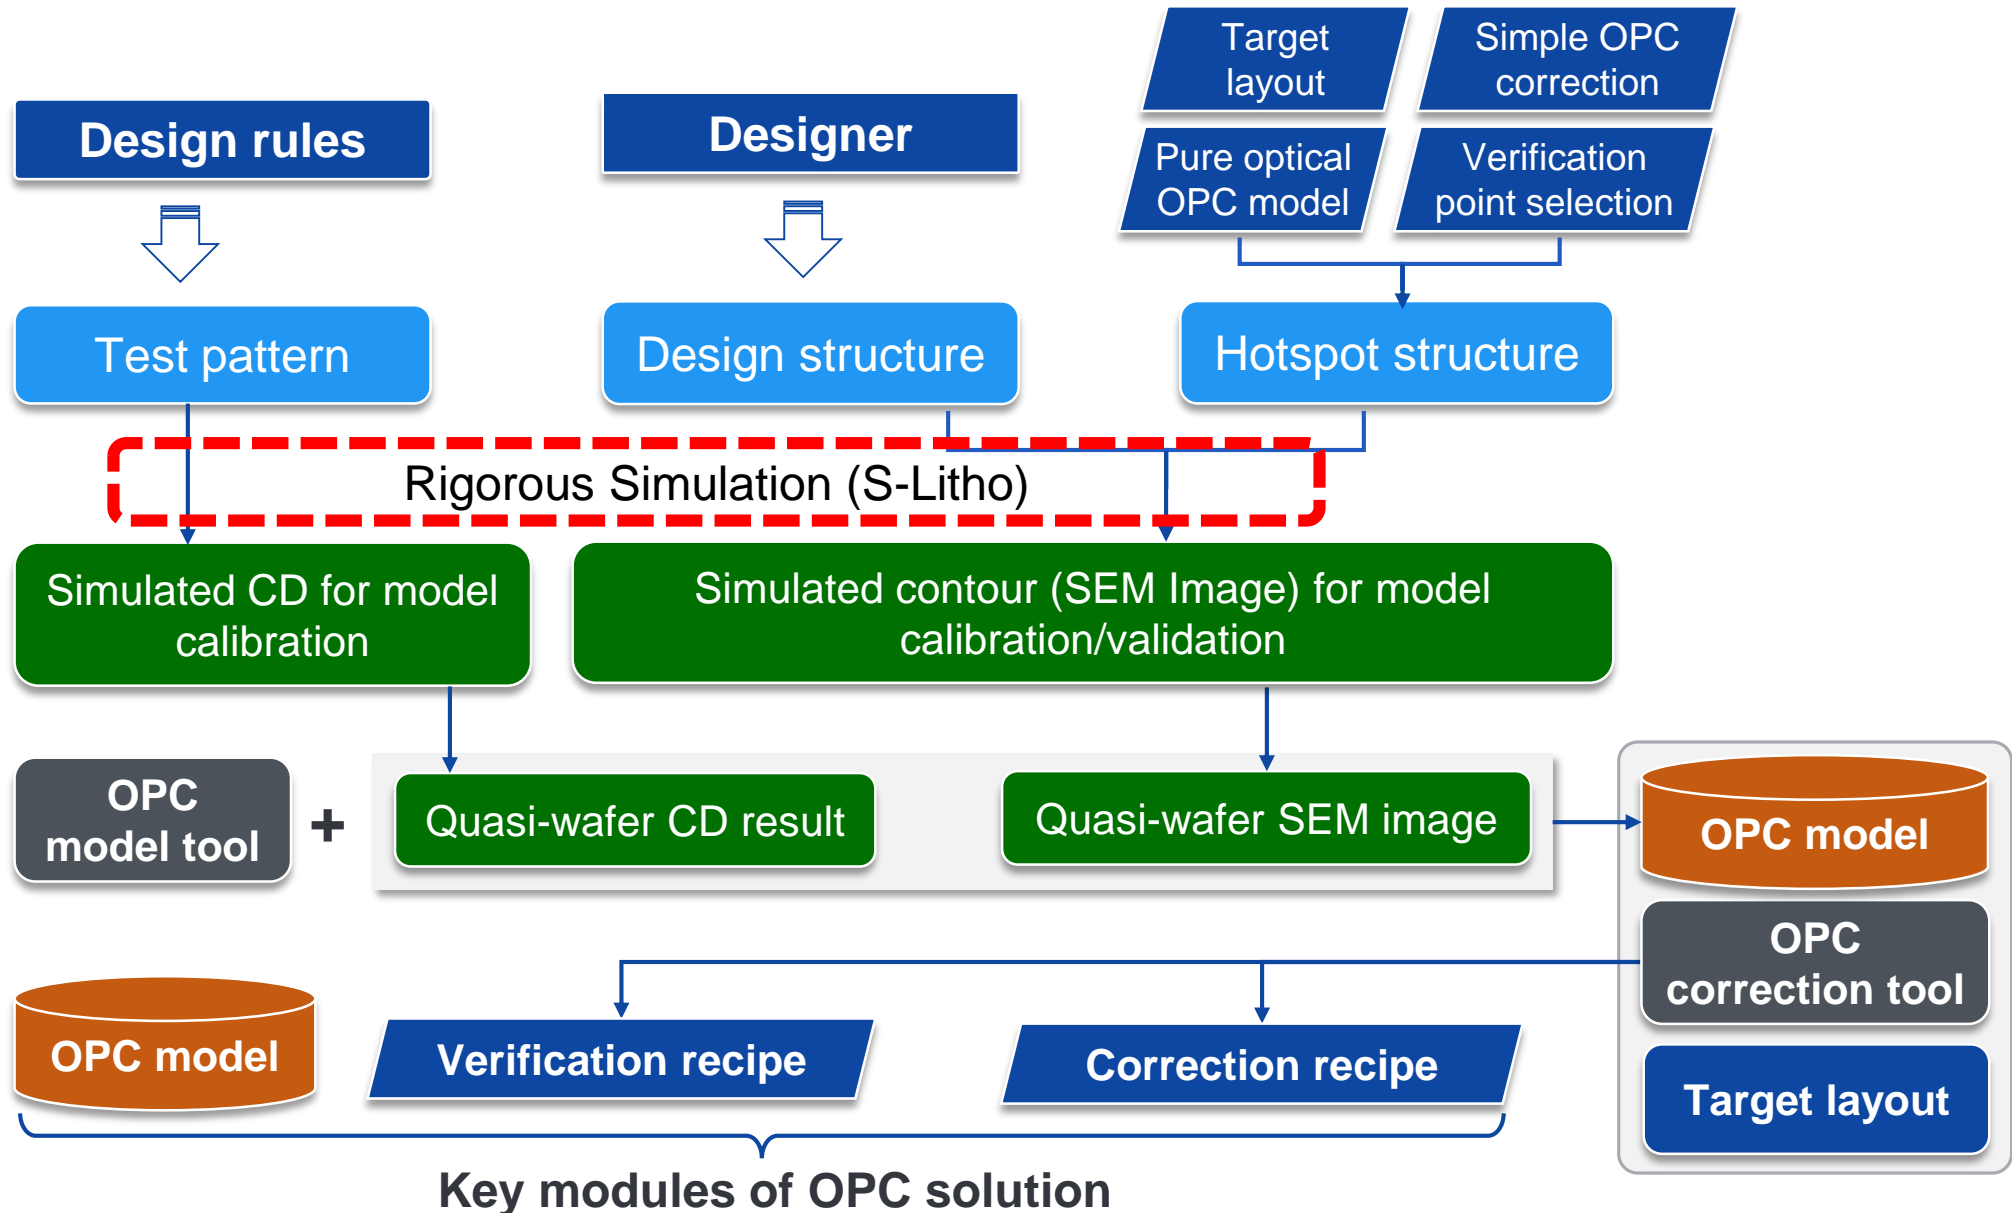 Target
layout
Simple OPC
correction
Design rules
Designer
Pure optical
OPC model
Verification
point selection
Test pattern
Design structure
Hotspot structure
Rigorous Simulation (S-Litho)
Simulated CD for model
calibration
Simulated contour (SEM Image) for model
calibration/validation
OPC
model tool
+
Quasi-wafer CD result
Quasi-wafer SEM image
OPC model
OPC
correction tool
Target layout
OPC model
Verification recipe
Correction recipe
Key modules of OPC solution